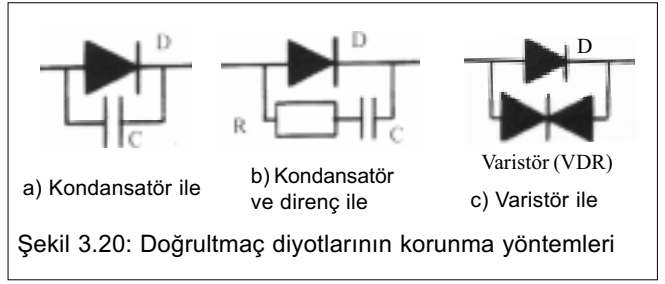 D
C
a) Kondansatör ile
D
R
C
b) Kondansatör
ve direnç ile
D
Varistör (VDR)
c) Varistör ile
Şekil 3.20: Doğrultmaç diyotlarının korunma yöntemleri